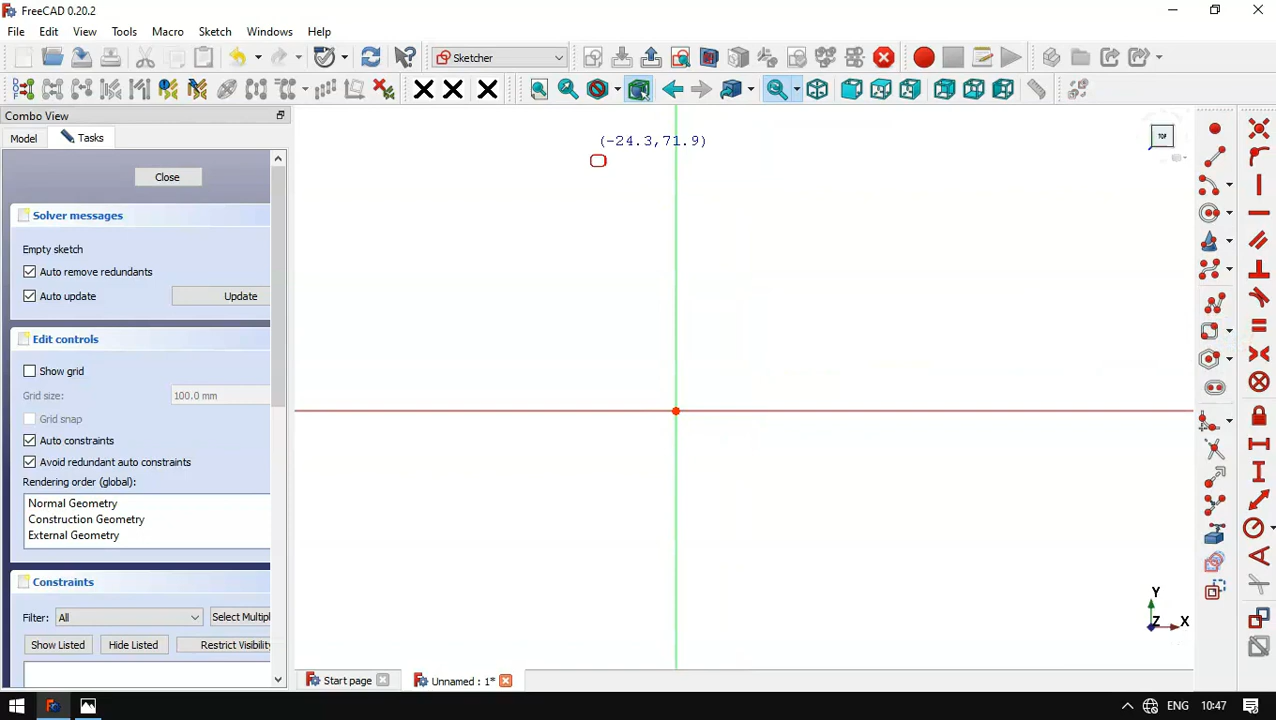 FreeCAD 0.20.2
File Edit View Tools Macro Sketch Windows Help
Sketcher
Combo View
Model Tasks
(-24.3,71.9)
TOP
Close
Solver messages
Empty sketch
Auto remove redundants
Auto update Update
Edit controls
Show grid
Grid size: 100.0 mm
Grid snap
Auto constraints
Avoid redundant auto constraints
Rendering order (global):
Normal Geometry
Construction Geometry
External Geometry
Constraints
Filter: All Select Multipl
Show Listed Hide Listed Restrict Visibility
Y
Z X
Start page Unnamed : 1*
ENG 10:47